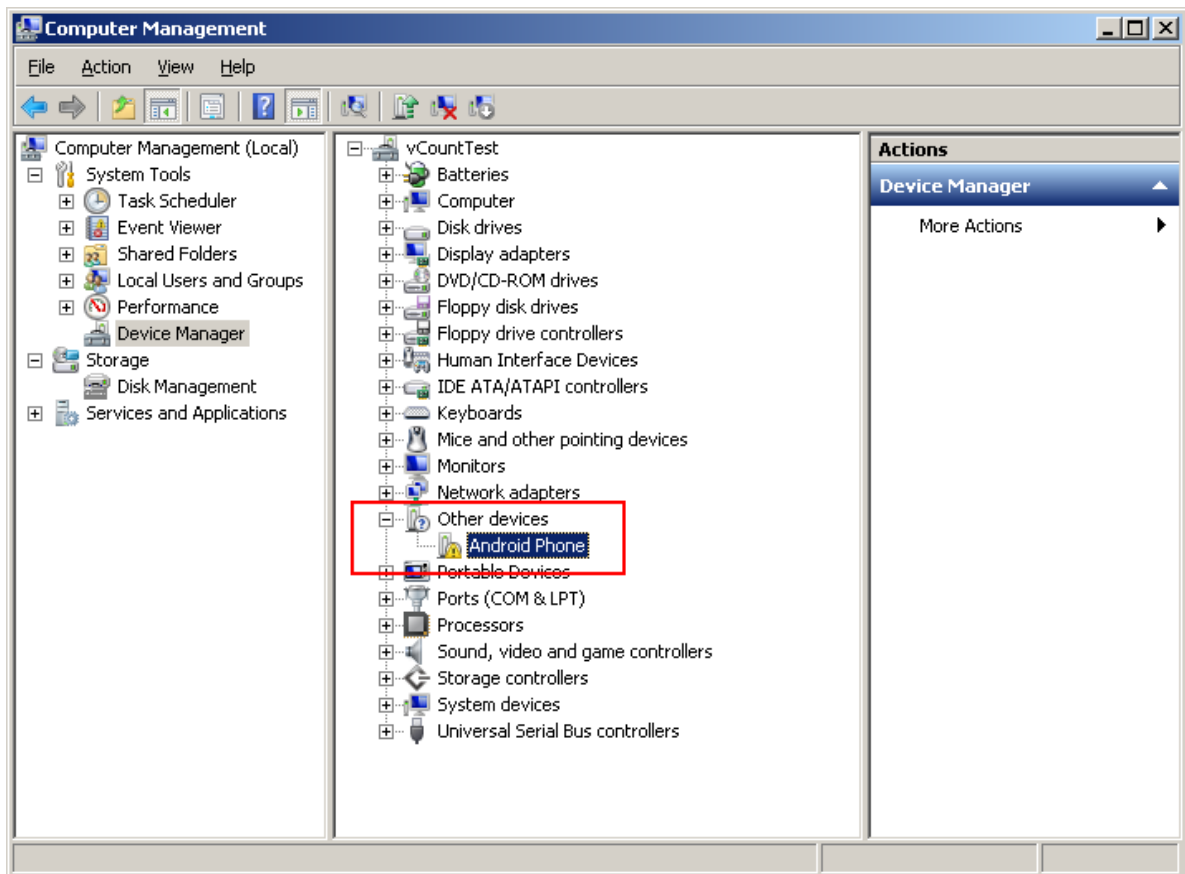 Computer Management
File Action View Help
Computer Management (Local)
System Tools
Task Scheduler
Event Viewer
Shared Folders
Local Users and Groups
Performance
Device Manager
Storage
Disk Management
Services and Applications
vCountTest
Batteries
Computer
Disk drives
Display adapters
DVD/CD-ROM drives
Floppy disk drives
Floppy drive controllers
Human Interface Devices
IDE ATA/ATAPI controllers
Keyboards
Mice and other pointing devices
Monitors
Network adapters
Other devices
Android Phone
Portable Devices
Ports (COM & LPT)
Processors
Sound, video and game controllers
Storage controllers
System devices
Universal Serial Bus controllers
Actions
Device Manager
More Actions